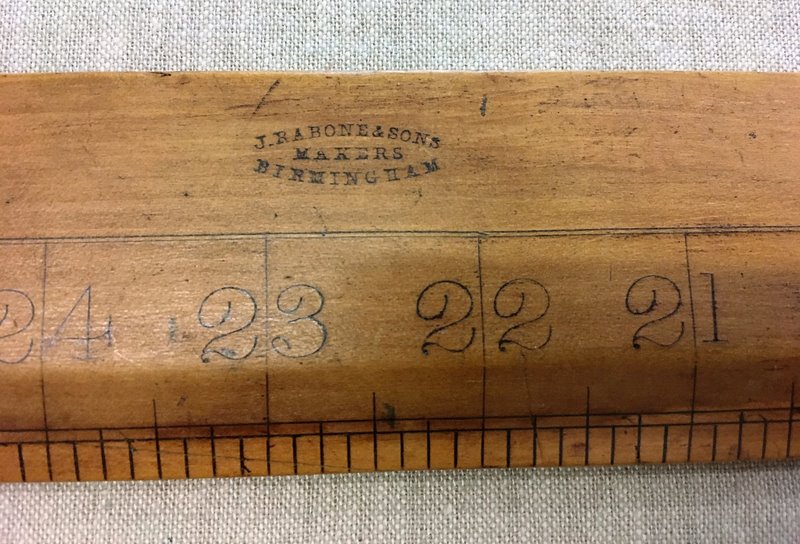 J. RABONE & SONS
MAKERS
BIRMINGHAM
24 23 22 21